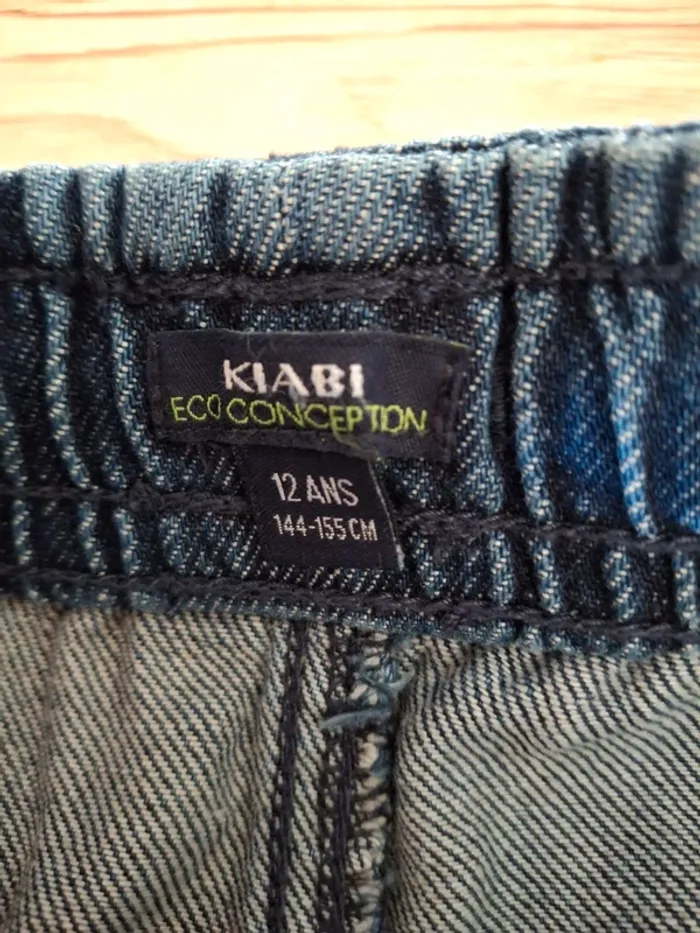 KIABI
ECO CONCEPTION
12 ANS
144-155 CM